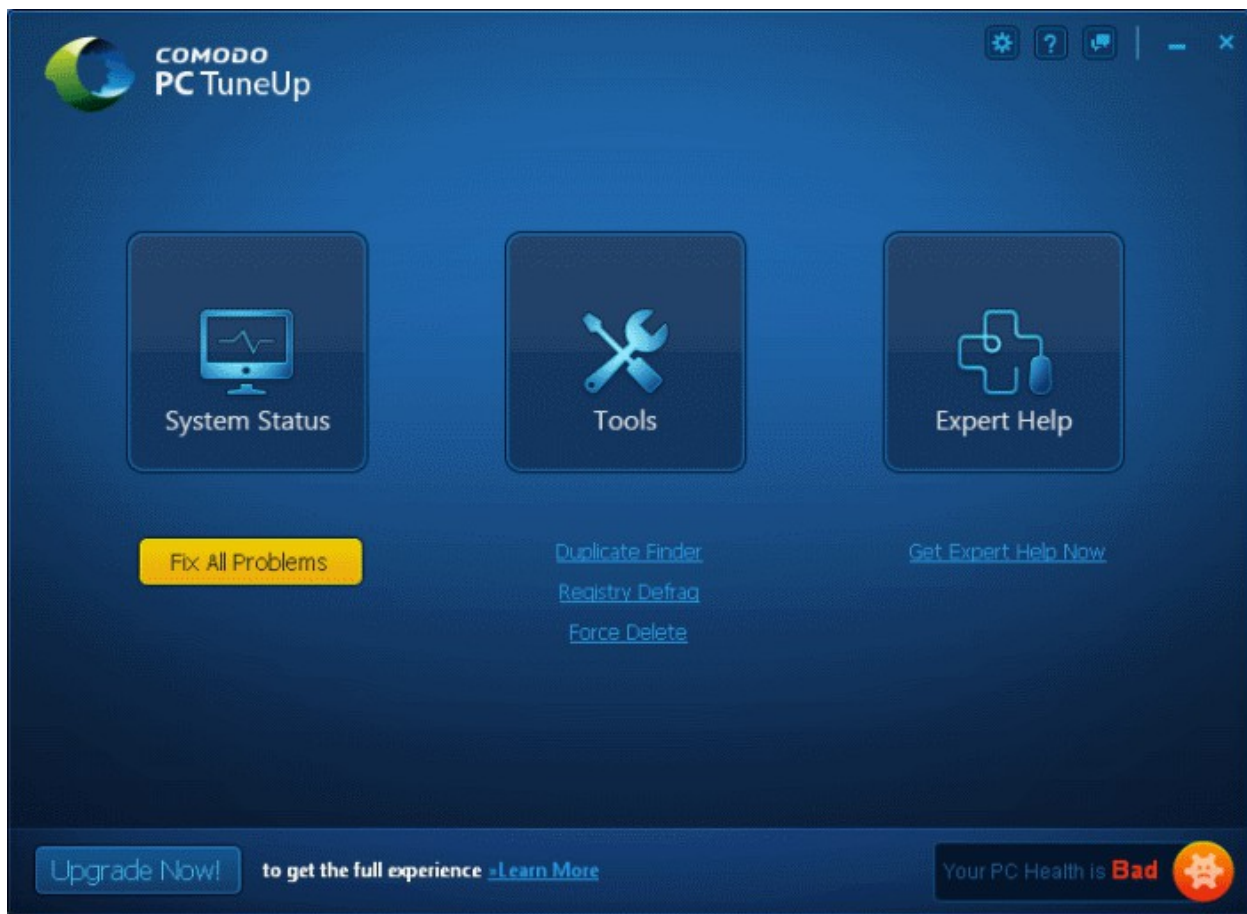 COMODO
PC TuneUp
?
System Status
Tools
Expert Help
Fix All Problems
Duplicate Finder
Registry Defrag
Force Delete
Get Expert Help Now
Upgrade Now!
to get the full experience »Learn More
Your PC Health is Bad